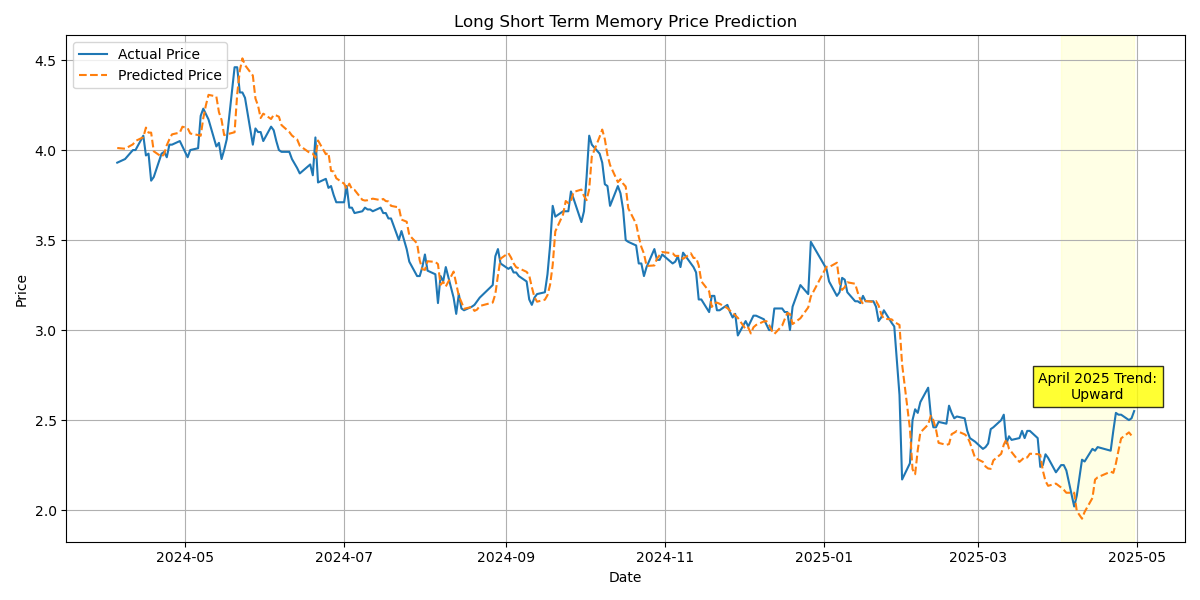 Long Short Term Memory Price Prediction
Actual Price
Predicted Price
4.5
4.0
3.5
3.0
2.5
2.0
Price
April 2025 Trend:
Upward
2024-05
2024-07
2024-09
2024-11
2025-01
2025-03
2025-05
Date